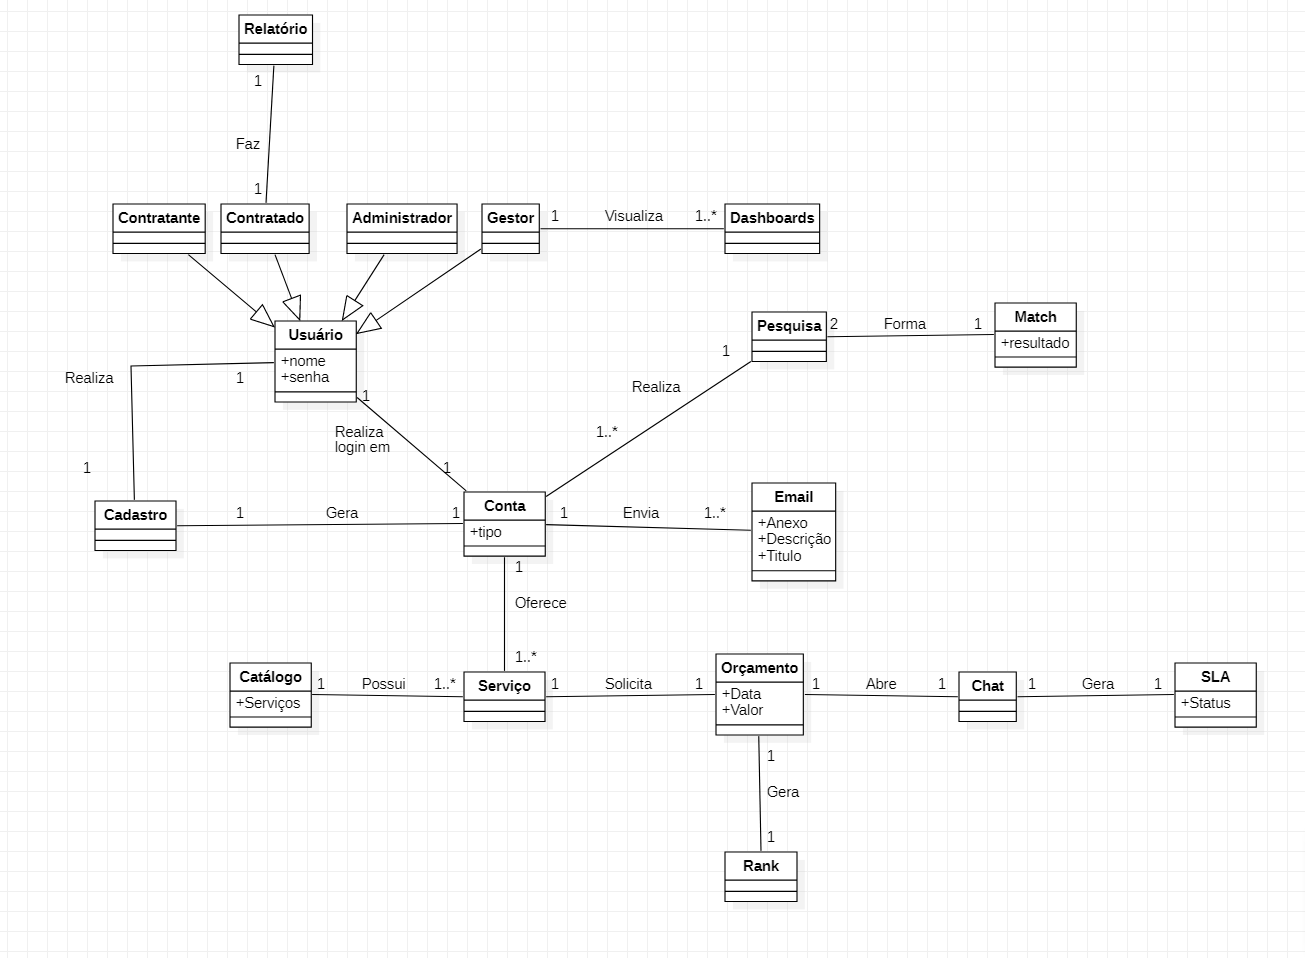 Relatório
1
Faz
1
Contratante
Contratado
Administrador
Gestor
1
Visualiza
1..*
Dashboards
Usuário
+nome
+senha
Pesquisa
2
Forma
1
Match
+resultado
1
Realiza
1..*
Realiza
1
1
1
Realiza
login em
1
Cadastro
1
Gera
1
Conta
+tipo
1
Envia
1..*
Email
+Anexo
+Descrição
+Titulo
1
Oferece
1..*
Catálogo
+Serviços
1
Possui
1..*
Serviço
1
Solicita
1
Orçamento
+Data
+Valor
1
Abre
1
Chat
1
Gera
1
SLA
+Status
1
Gera
1
Rank